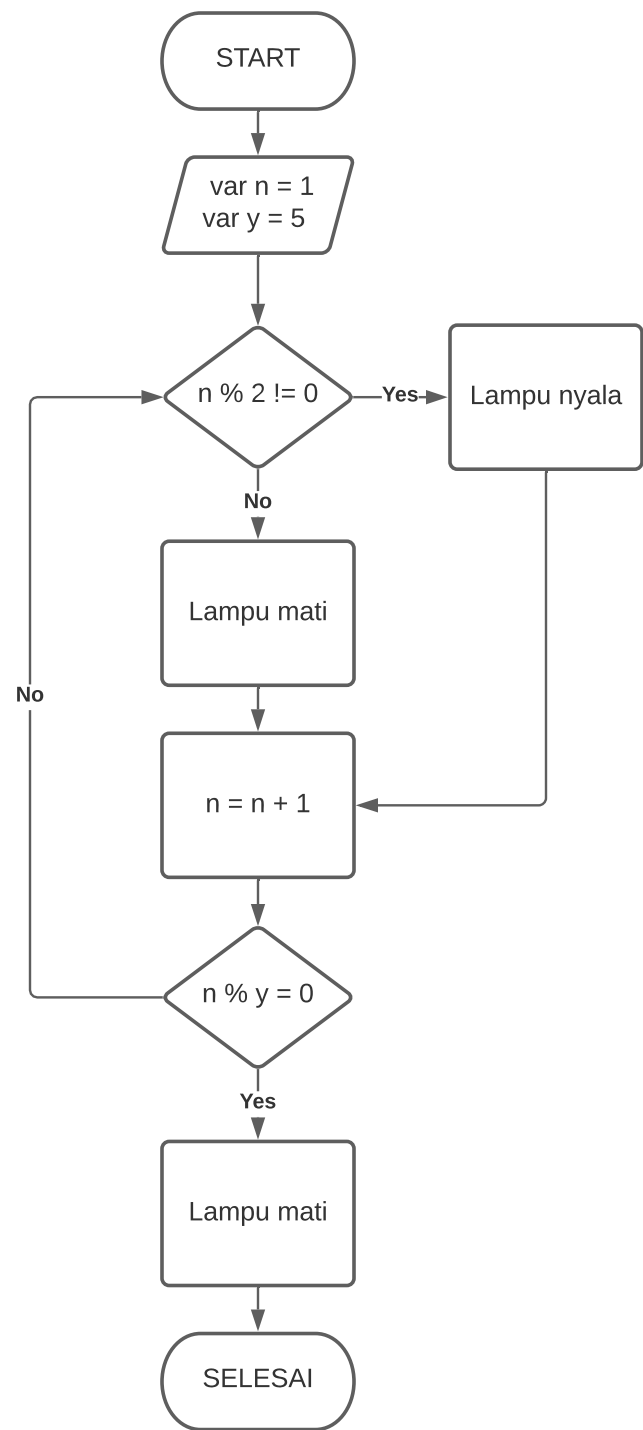 START
var n = 1
var y = 5
n % 2 != 0
Yes
Lampu nyala
No
Lampu mati
No
n = n + 1
n % y = 0
Yes
Lampu mati
SELESAI